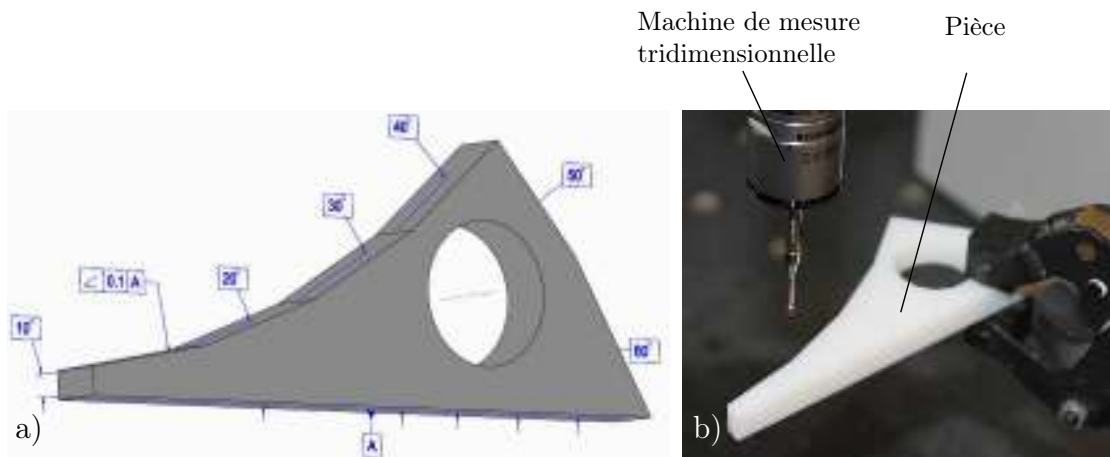 Machine de mesure
tridimensionnelle
Pièce
40°
50°
30°
∠ 0.1 A
20°
10°
60°
A
a)
b)